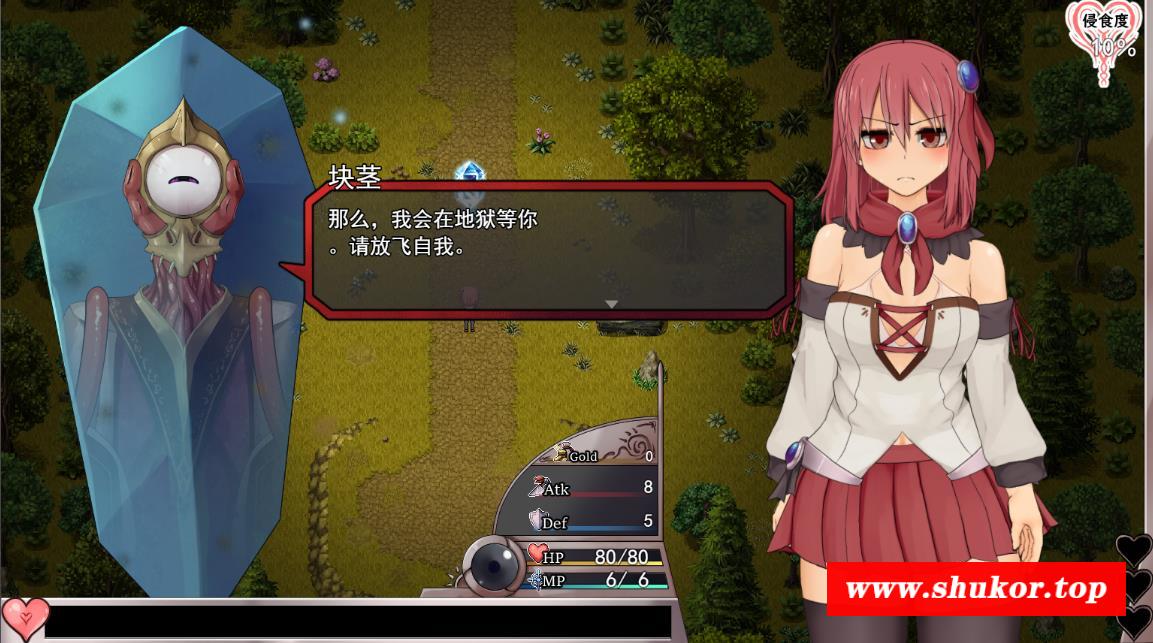 侵食度
10%
块茎
那么，我会在地狱等你
。请放飞自我。
Gold 0
Atk 8
Def 5
HP 80/80
MP 6/ 6
www.shukor.top